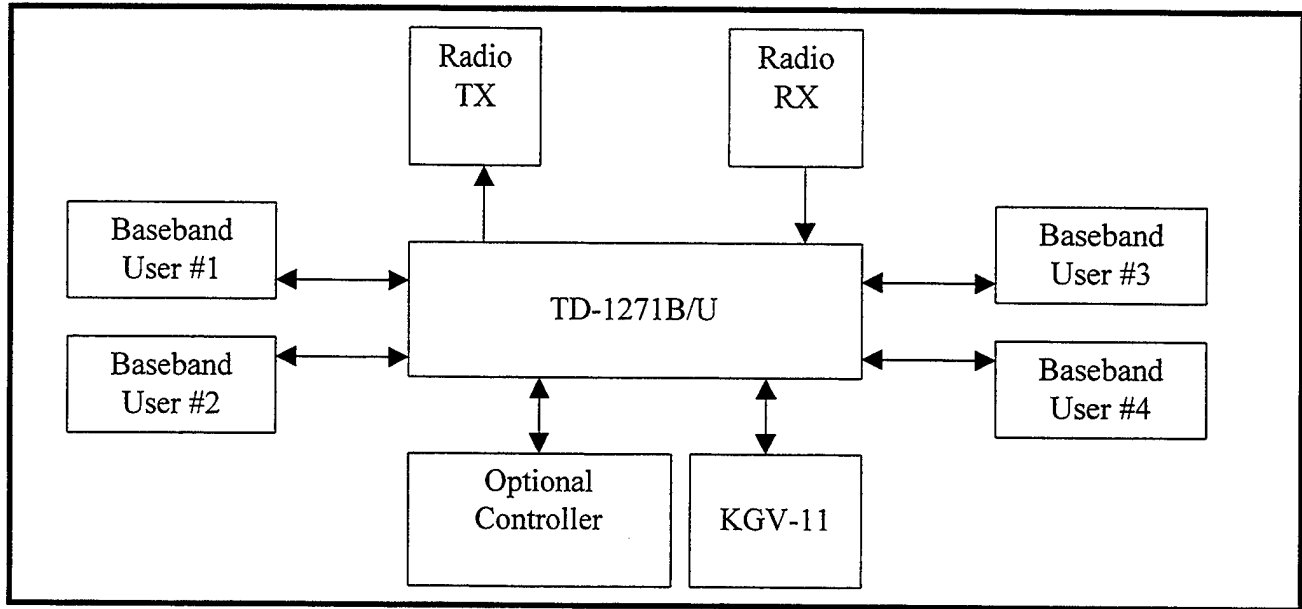 Radio
TX
Radio
RX
Baseband
User #1
Baseband
User #3
TD-1271B/U
Baseband
User #2
Baseband
User #4
Optional
Controller
KGV-11